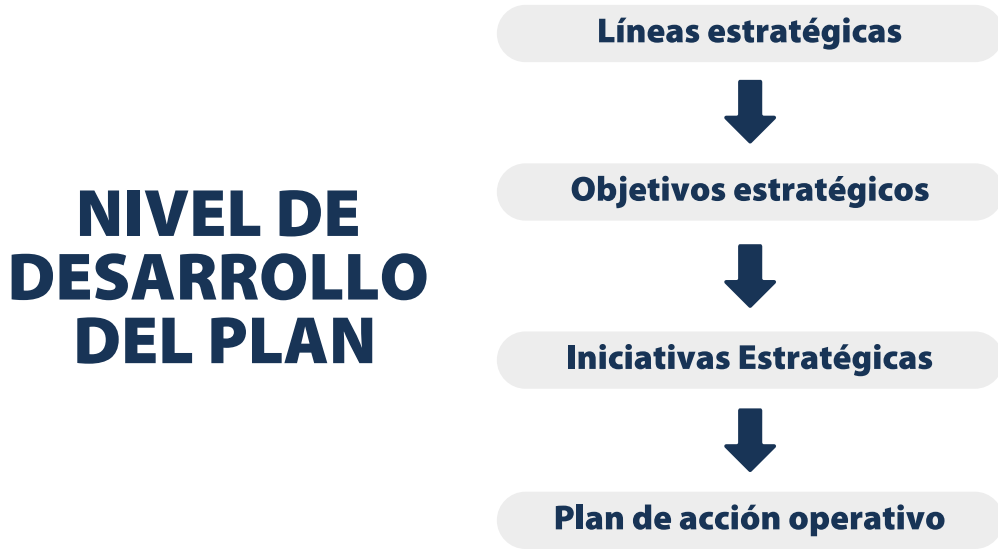 NIVEL DE
DESARROLLO
DEL PLAN
Líneas estratégicas
Objetivos estratégicos
Iniciativas Estratégicas
Plan de acción operativo